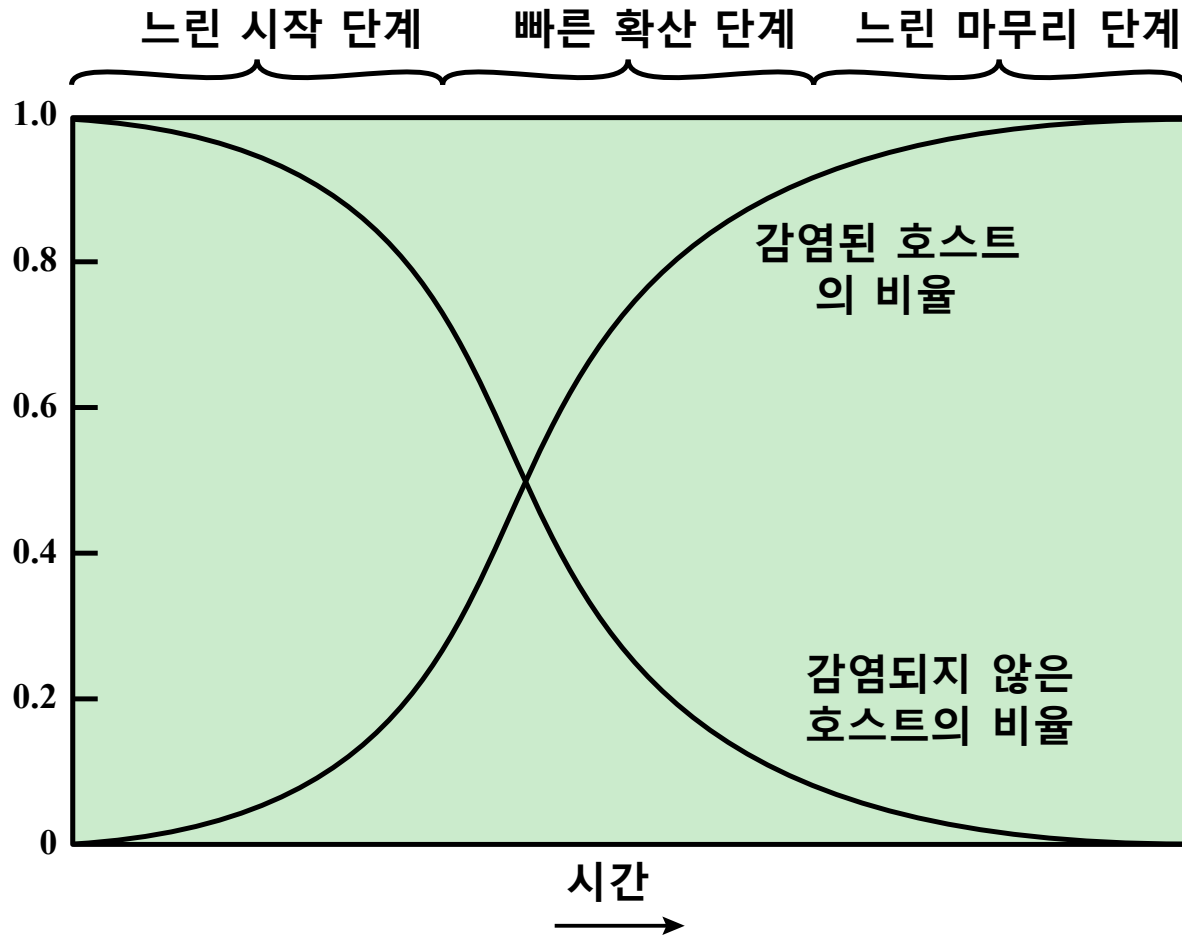 느린 시작 단계
빠른 확산 단계
느린 마무리 단계
1.0
0.8
0.6
0.4
0.2
0
감염된 호스트
의 비율
감염되지 않은
호스트의 비율
시간